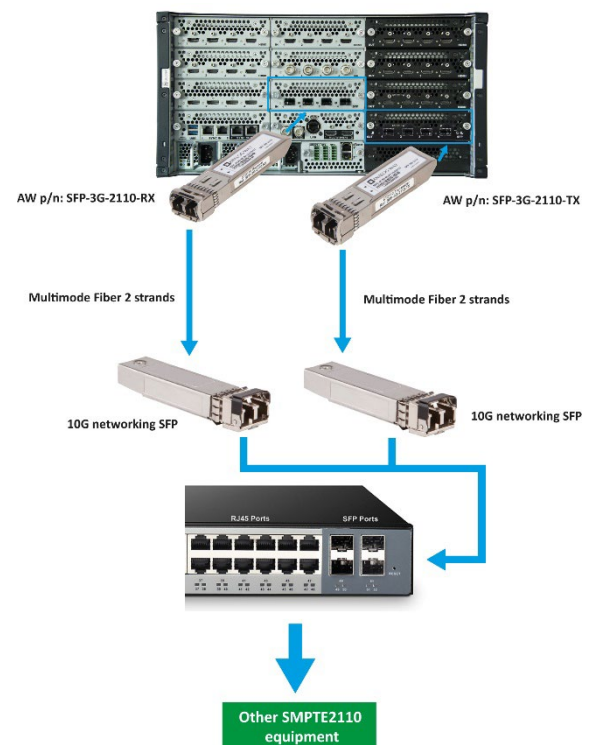 AW p/n: SFP-3G-2110-RX
AW p/n: SFP-3G-2110-TX
Multimode Fiber 2 strands
Multimode Fiber 2 strands
10G networking SFP
10G networking SFP
RJ45 Ports
SFP Ports
Other SMPTE2110
equipment